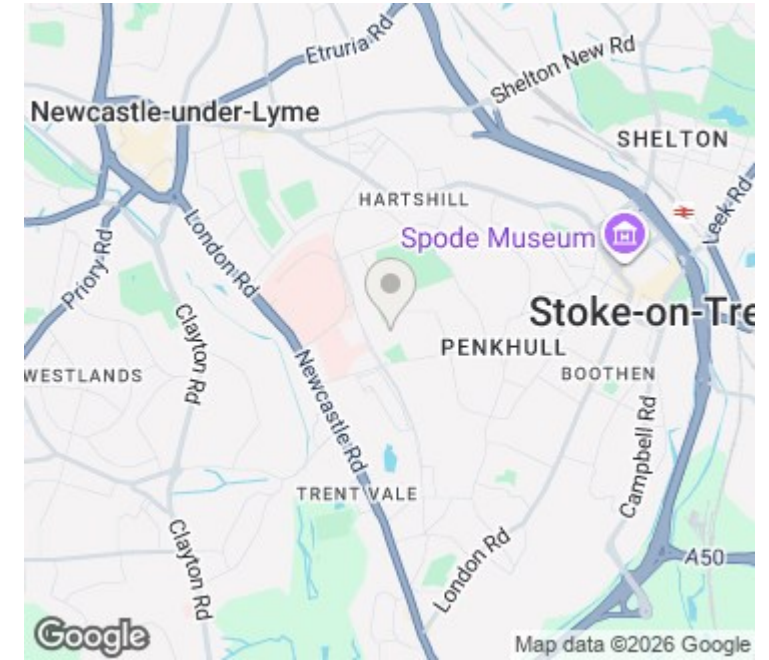 Etruria Rd
Shelton New Rd
Newcastle-under-Lyme
SHELTON
HARTSHILL
Leek Rd
London Rd
Spode Museum
Priory Rd
Stoke-on-Tre
Clayton Rd
PENKHULL
WESTLANDS
BOOTHEN
Newcastle Rd
Campbell Rd
TRENT VALE
Clayton Rd
London Rd
A50
Google
Map data ©2026 Google